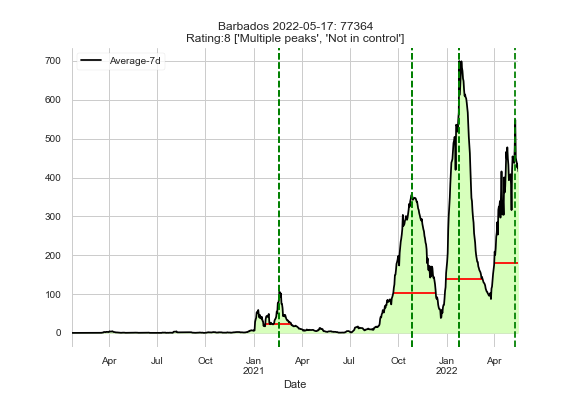 Barbados 2022-05-17: 77364
Rating:8 ['Multiple peaks', 'Not in control']
Average-7d
700
600
500
400
300
200
100
0
Apr Jul Oct Jan Apr Jul Oct Jan Apr
2021 2022
Date